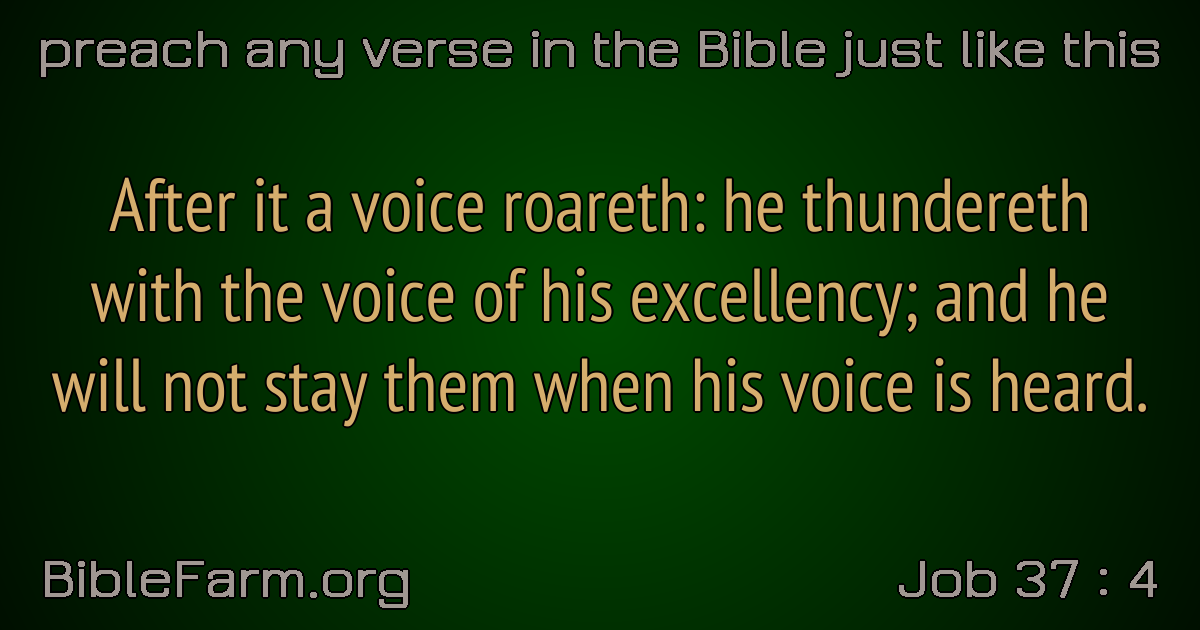 preach any verse in the Bible just like this
After it a voice roareth: he thundereth
with the voice of his excellency; and he
will not stay them when his voice is heard.
BibleFarm.org
Job 37 : 4